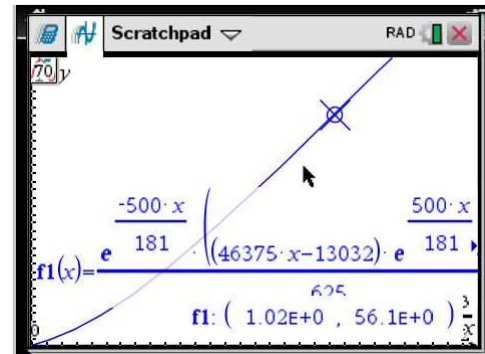 Scratchpad RAD
70 y
-500·x 500·x
e 181 · ((46375·x-13032)·e 181
f1(x)=
625
f1: ( 1.02E+0 , 56.1E+0 ) 3
0 x